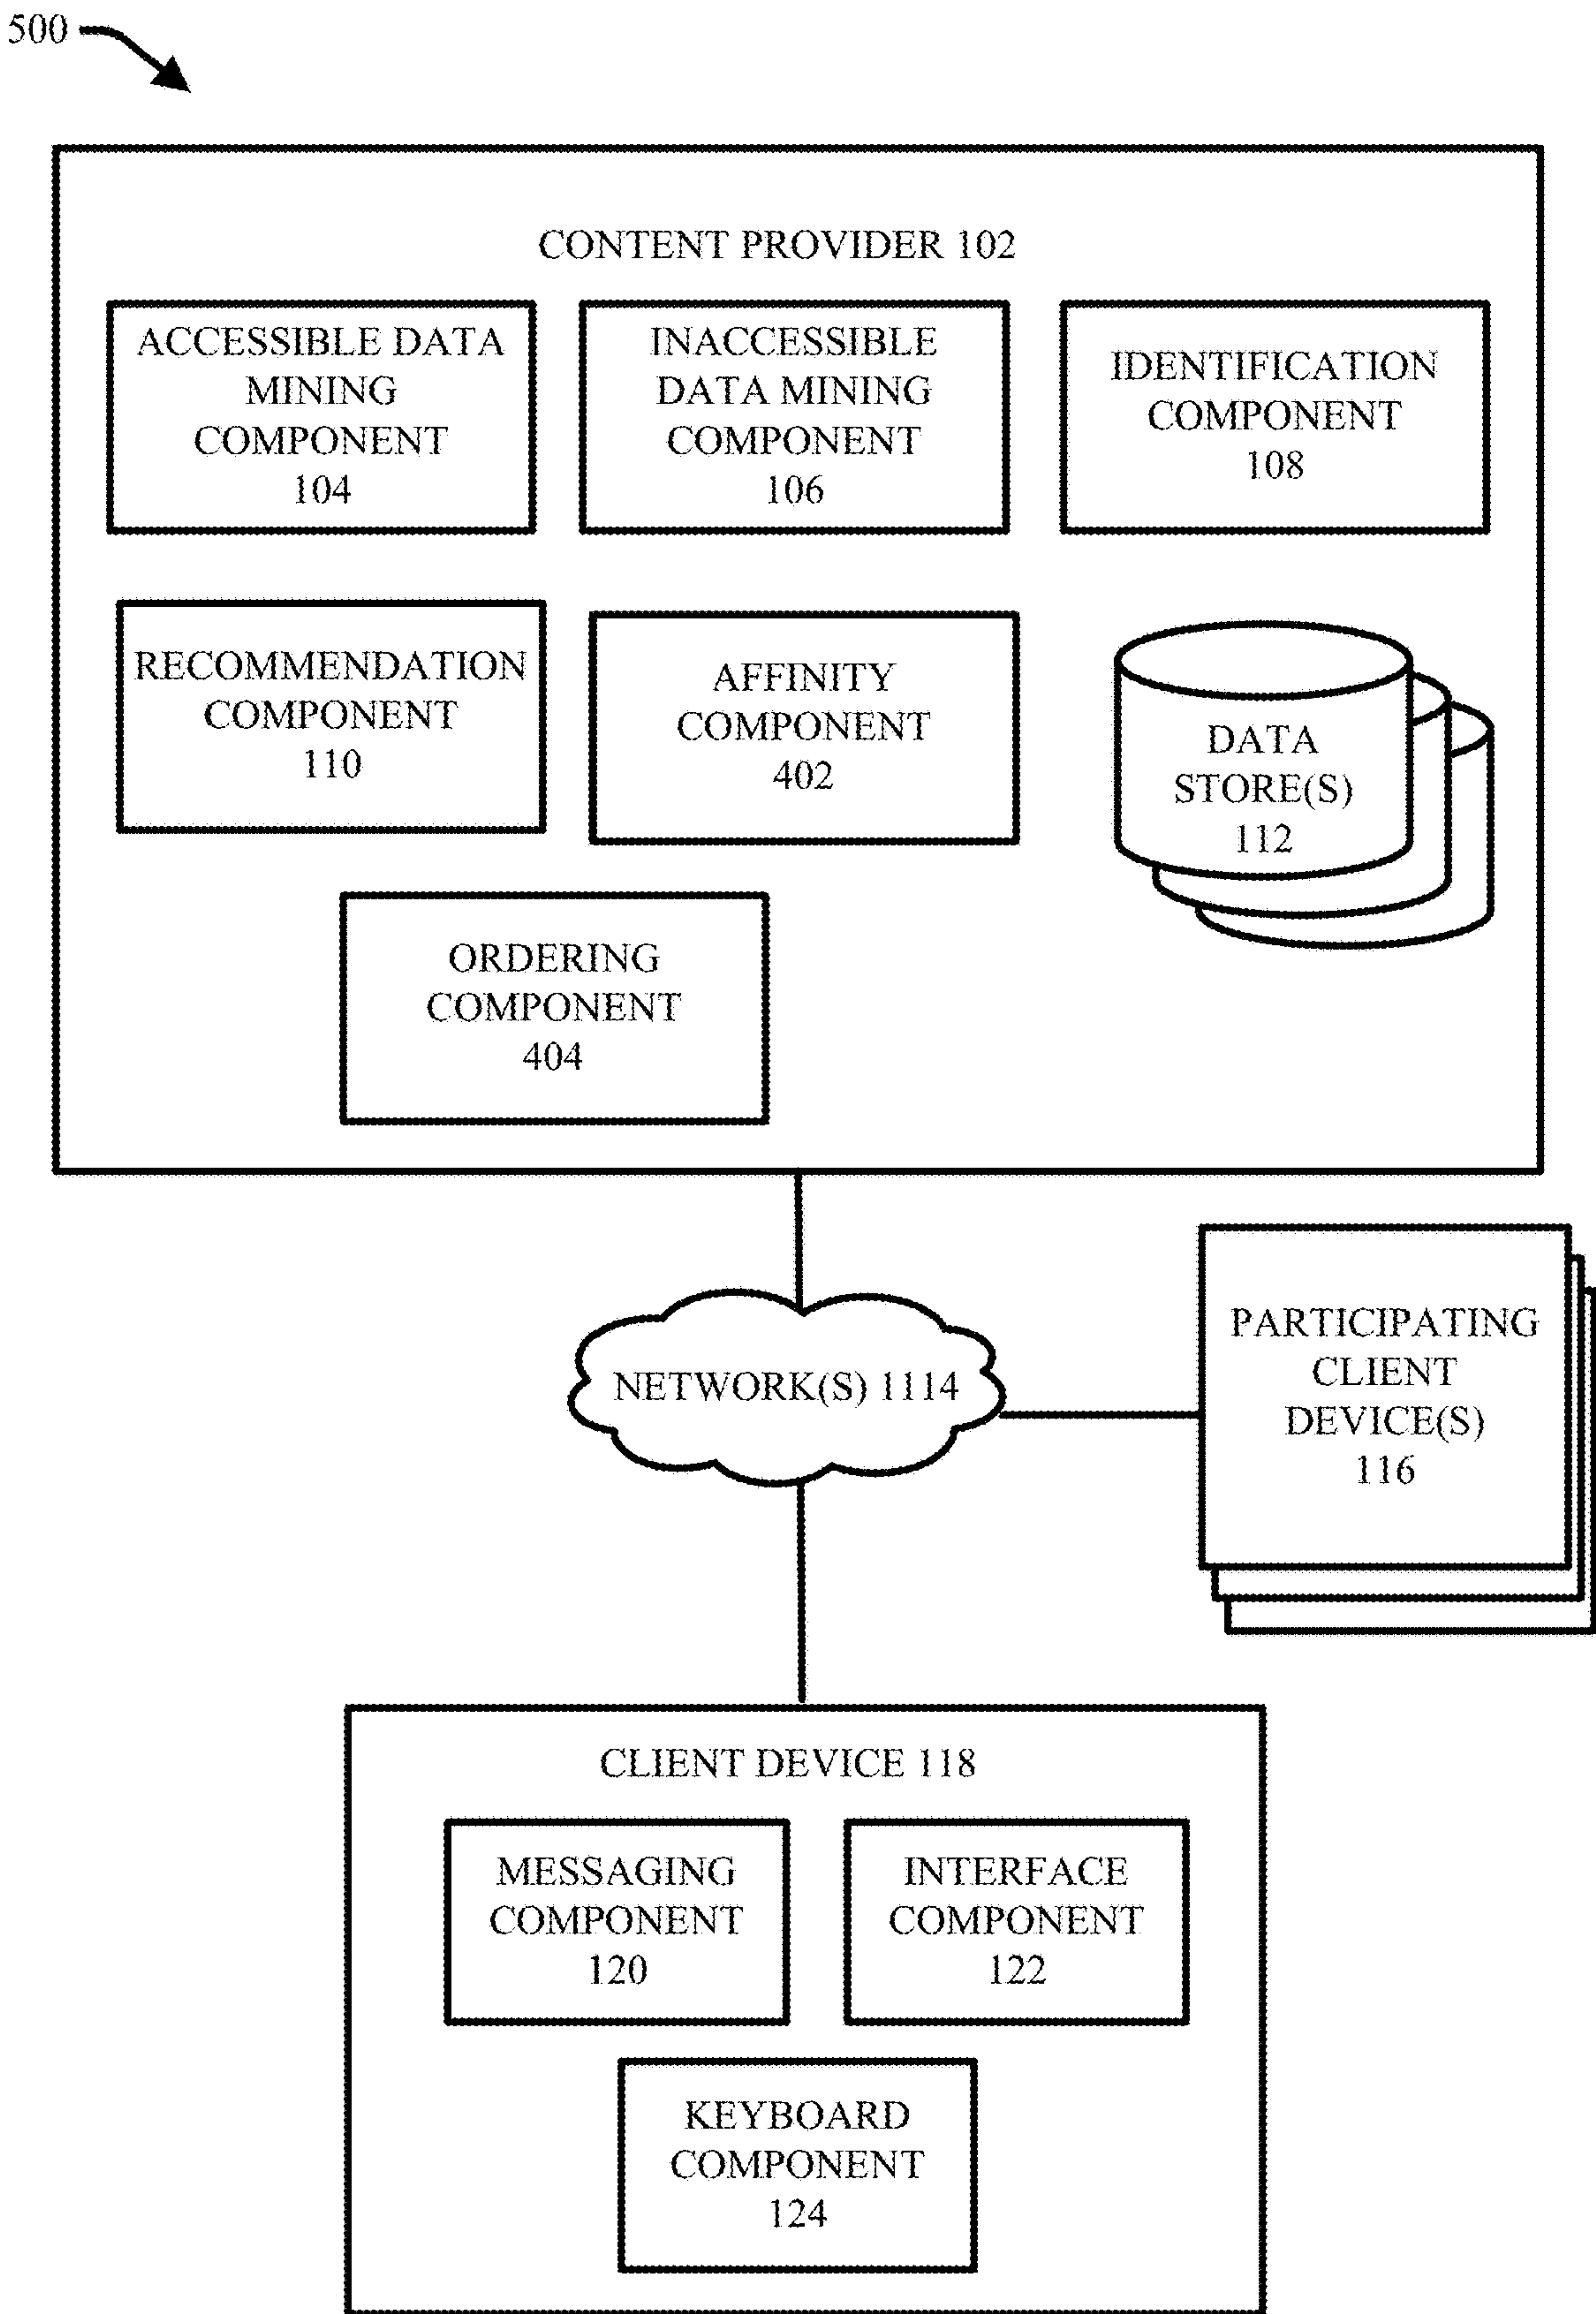 500
CONTENT PROVIDER 102
ACCESSIBLE DATA
MINING
COMPONENT
104
INACCESSIBLE
DATA MINING
COMPONENT
106
IDENTIFICATION
COMPONENT
108
RECOMMENDATION
COMPONENT
110
AFFINITY
COMPONENT
402
DATA
STORE(S)
112
ORDERING
COMPONENT
404
NETWORK(S) 1114
PARTICIPATING
CLIENT
DEVICE(S)
116
CLIENT DEVICE 118
MESSAGING
COMPONENT
120
INTERFACE
COMPONENT
122
KEYBOARD
COMPONENT
124